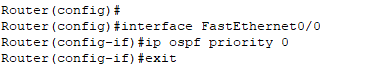 Router(config)#
Router(config)#interface FastEthernet0/0
Router(config-if)#ip ospf priority 0
Router(config-if)#exit